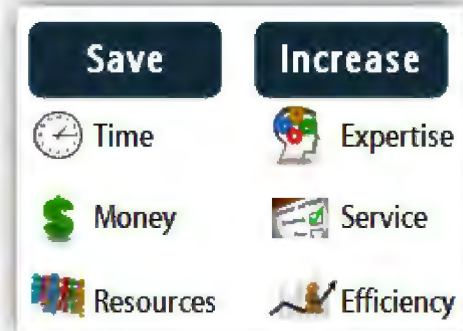 Save Increase
Time Expertise
Money Service
Resources Efficiency